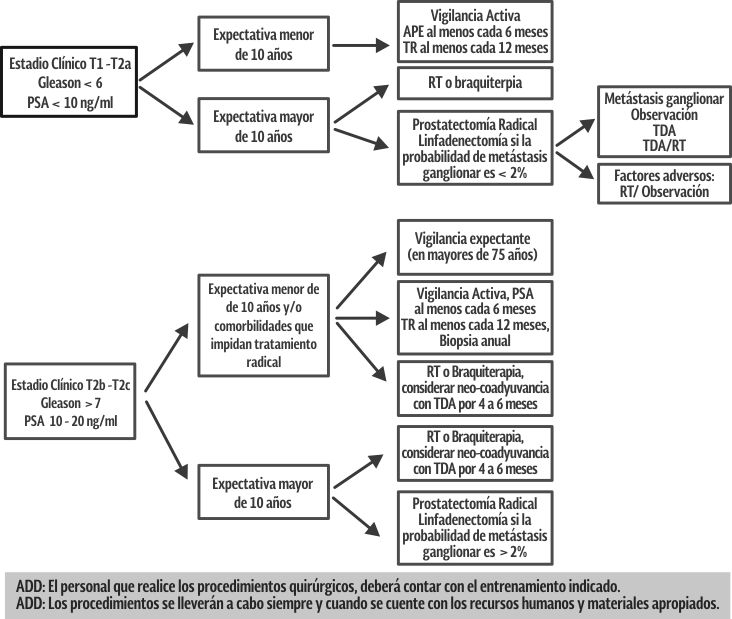 Estadio Clínico T1 -T2a
Gleason < 6
PSA < 10 ng/ml
Expectativa menor
de 10 años
Vigilancia Activa
APE al menos cada 6 meses
TR al menos cada 12 meses
Expectativa mayor
de 10 años
RT o braquiterpia
Prostatectomía Radical
Linfadenectomía si la
probabilidad de metástasis
ganglionar es < 2%
Metástasis ganglionar
Observación
TDA
TDA/RT
Factores adversos:
RT/ Observación
Estadio Clínico T2b -T2c
Gleason > 7
PSA 10 - 20 ng/ml
Expectativa menor de
de 10 años y/o
comorbilidades que
impidan tratamiento
radical
Vigilancia expectante
(en mayores de 75 años)
Vigilancia Activa, PSA
al menos cada 6 meses
TR al menos cada 12 meses,
Biopsia anual
RT o Braquiterapia,
considerar neo-coadyuvancia
con TDA por 4 a 6 meses
Expectativa mayor
de 10 años
RT o Braquiterapia,
considerar neo-coadyuvancia
con TDA por 4 a 6 meses
Prostatectomía Radical
Linfadenectomía si la
probabilidad de metástasis
ganglionar es > 2%
ADD: El personal que realice los procedimientos quirúrgicos, deberá contar con el entrenamiento indicado.
ADD: Los procedimientos se lleverán a cabo siempre y cuando se cuente con los recursos humanos y materiales apropiados.